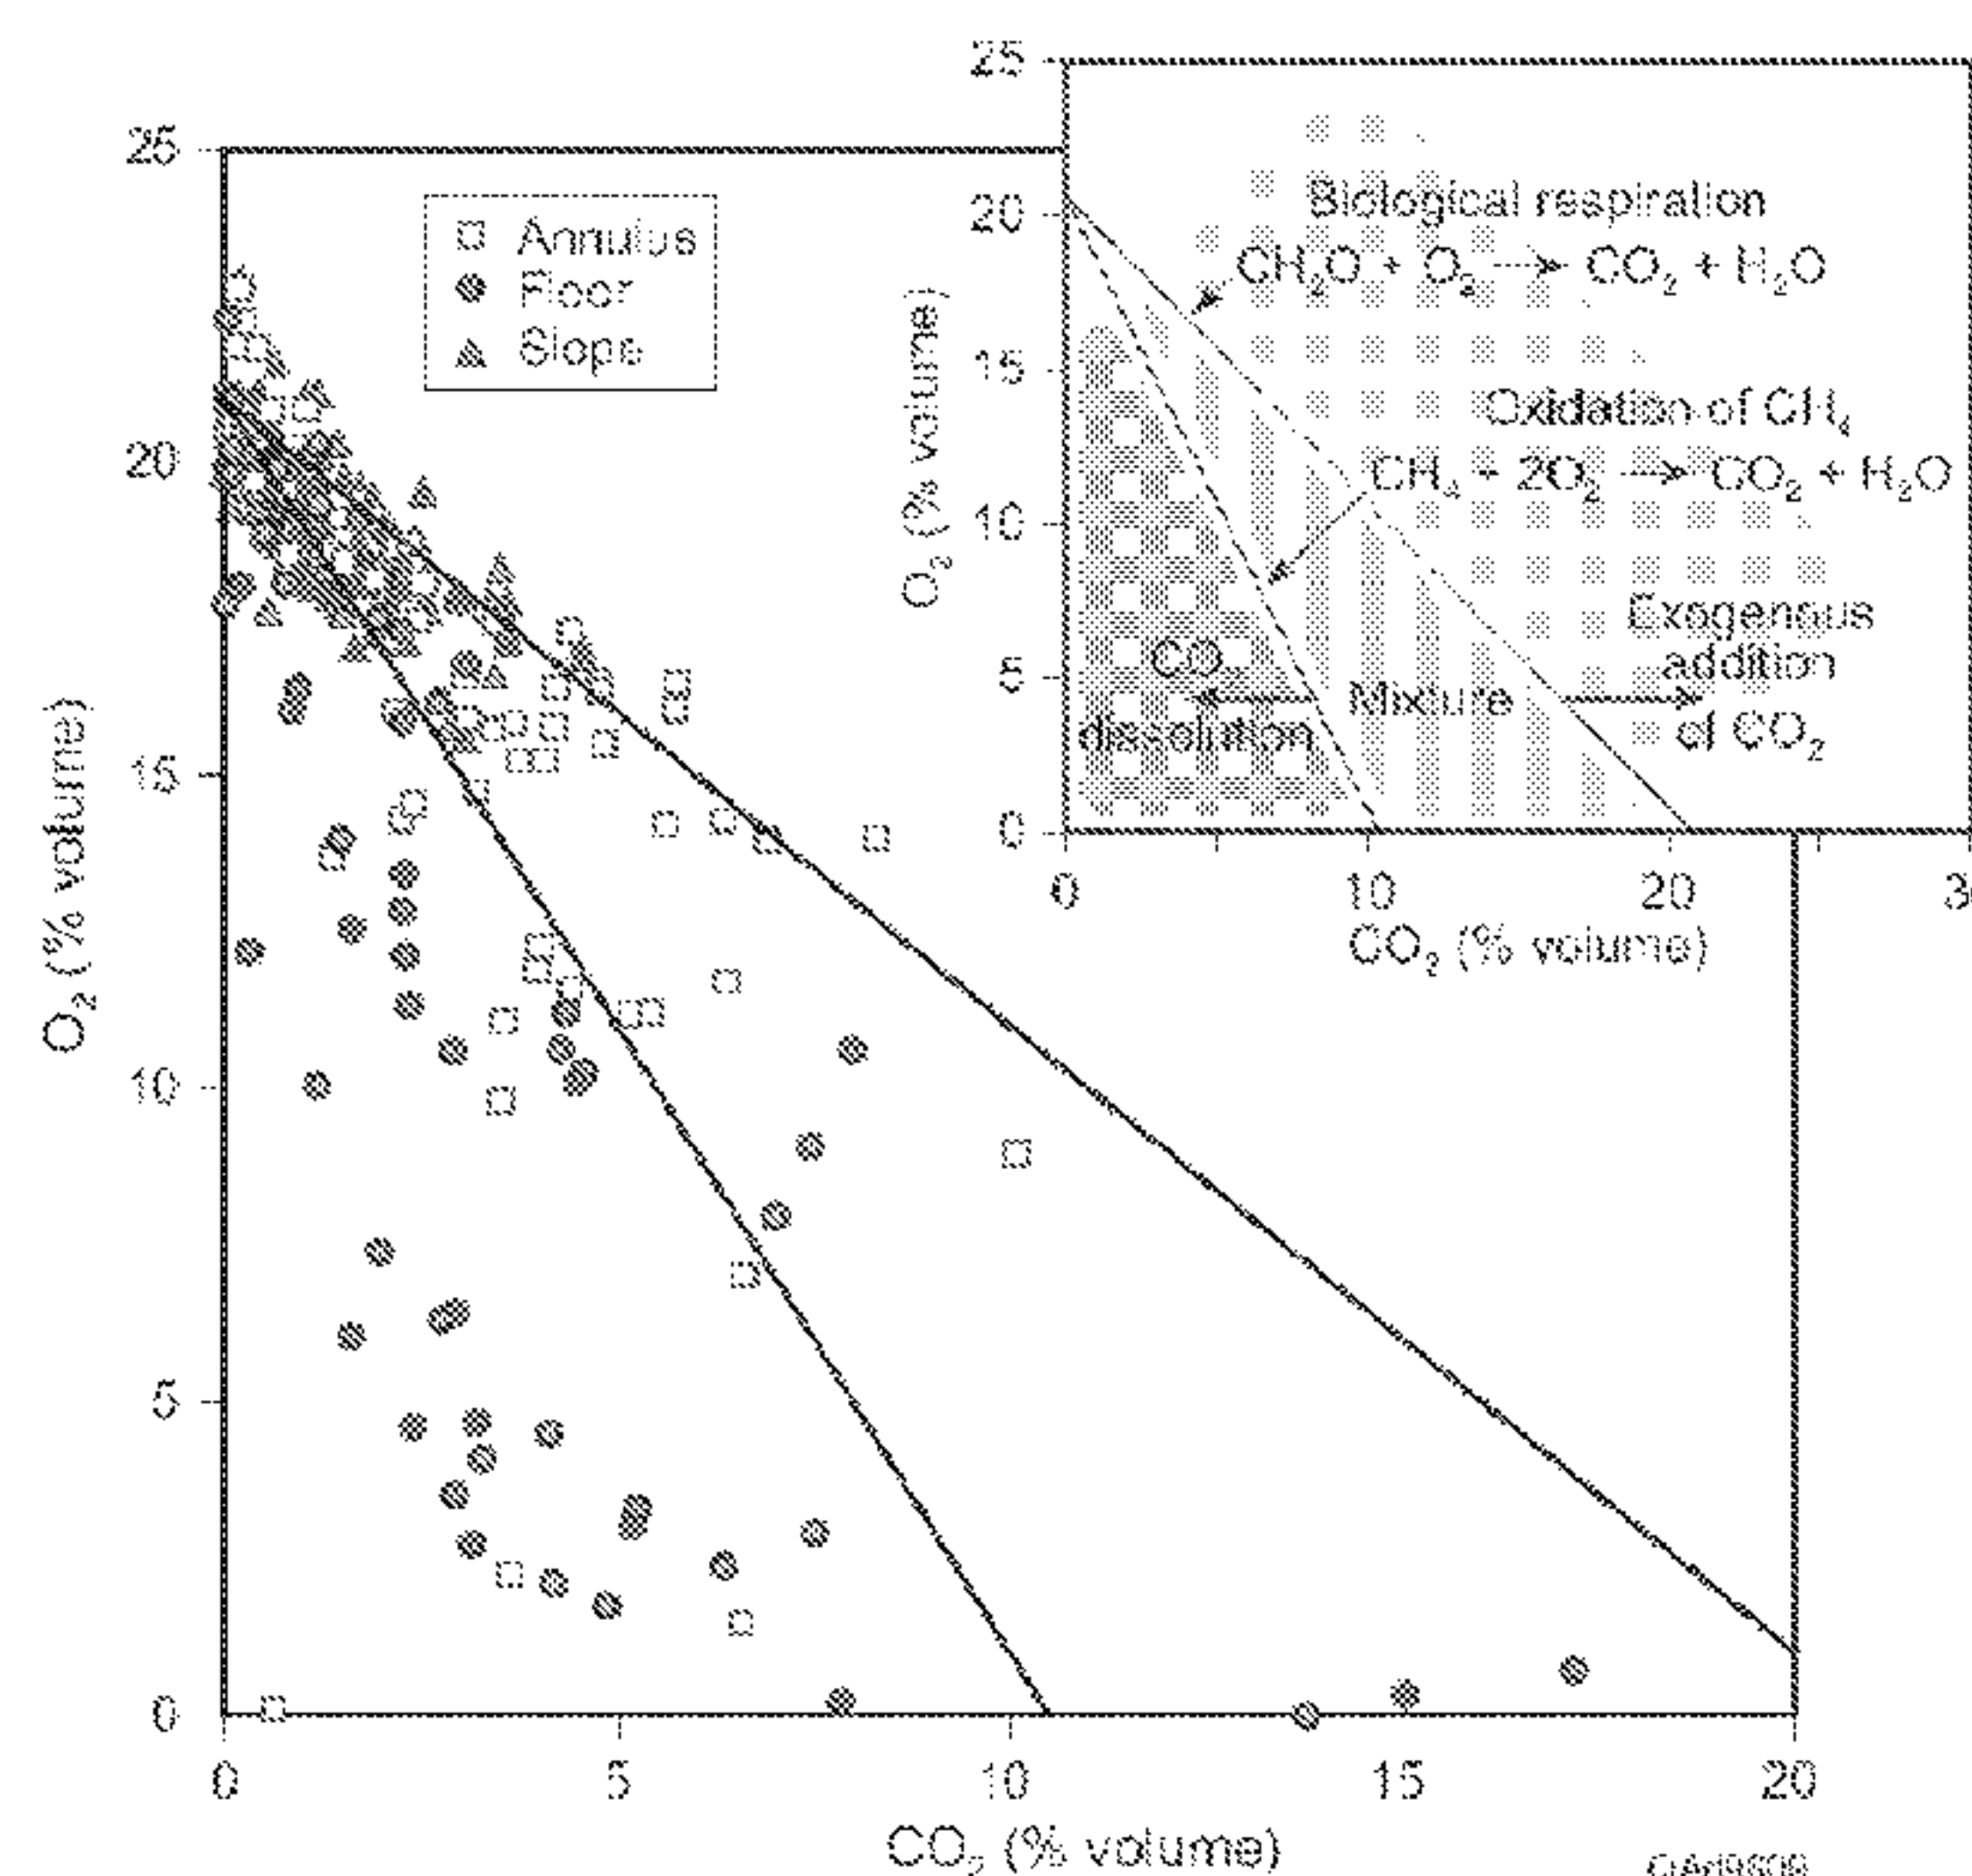 25
20
15
10
5
0
0
5
10
15
20
O₂ (% volume)
CO₂ (% volume)
Annulus
Floor
Slope
25
20
15
10
5
0
0
10
20
O₂ (% volume)
CO₂ (% volume)
Biological respiration
CH₂O + O₂ → CO₂ + H₂O
Oxidation of CH₄
CH₄ + 2O₂ → CO₂ + H₂O
Exogenous
addition
of CO₂
Mixture
CO₂
dissolution